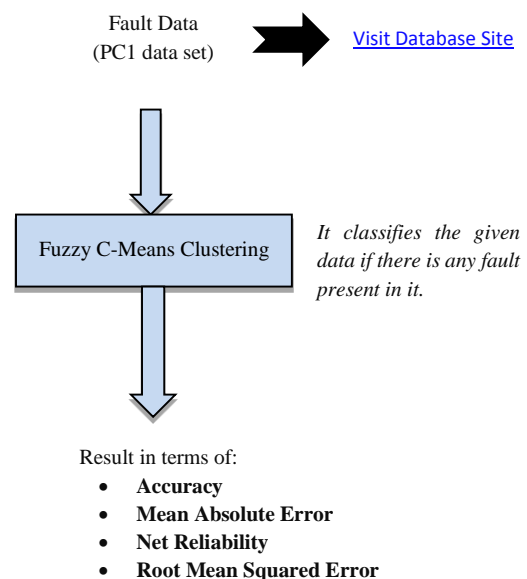 Fault Data
(PC1 data set)
Visit Database Site
Fuzzy C-Means Clustering
It classifies the given
data if there is any fault
present in it.
Result in terms of:
• Accuracy
• Mean Absolute Error
• Net Reliability
• Root Mean Squared Error